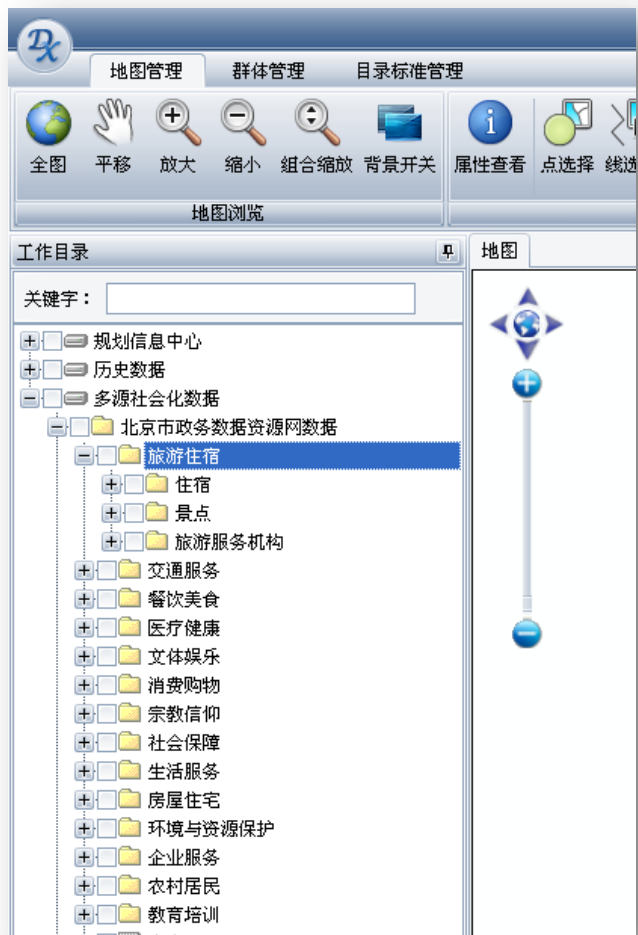 DX
地图管理 群体管理 目录标准管理
全图 平移 放大 缩小 组合缩放 背景开关 属性查看 点选择 线选
地图浏览
工作目录 地图
关键字：
规划信息中心
历史数据
多源社会化数据
北京市政务数据资源网数据
旅游住宿
住宿
景点
旅游服务机构
交通服务
餐饮美食
医疗健康
文体娱乐
消费购物
宗教信仰
社会保障
生活服务
房屋住宅
环境与资源保护
企业服务
农村居民
教育培训